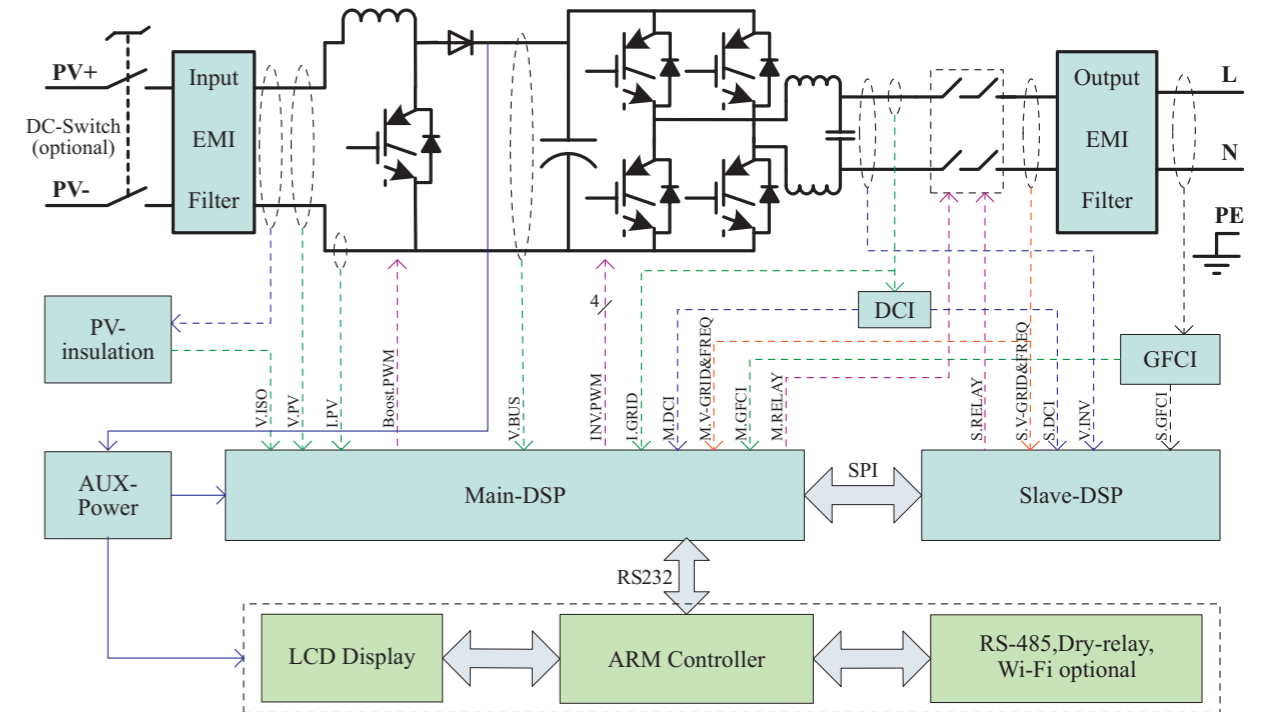 PV+
DC-Switch
(optional)
PV-
Input
EMI
Filter
Output
EMI
Filter
L
N
PE
PV-
insulation
4
DCI
GFCI
V.ISO
V.PV
I.PV
Boost.PWM
V.BUS
INV.PWM
I.GRID
M.DCI
M.V-GRID&FREQ
M.GFCI
M.RELAY
S.RELAY
S.V-GRID&FREQ
S.DCI
V.INV
S.GFCI
AUX-
Power
Main-DSP
SPI
Slave-DSP
RS232
LCD Display
ARM Controller
RS-485,Dry-relay,
Wi-Fi optional